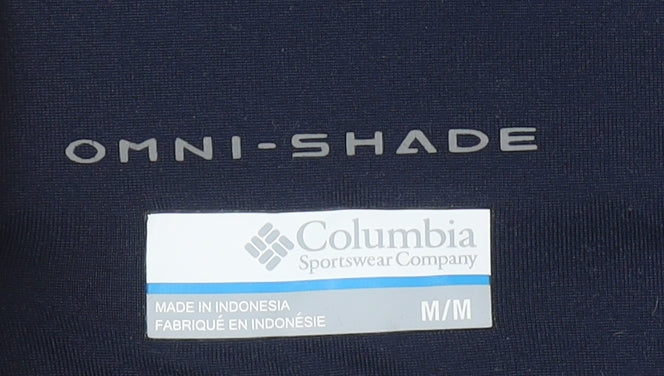 OMNI-SHADE
Columbia
Sportswear Company
MADE IN INDONESIA
FABRIQUÉ EN INDONÉSIE
M/M